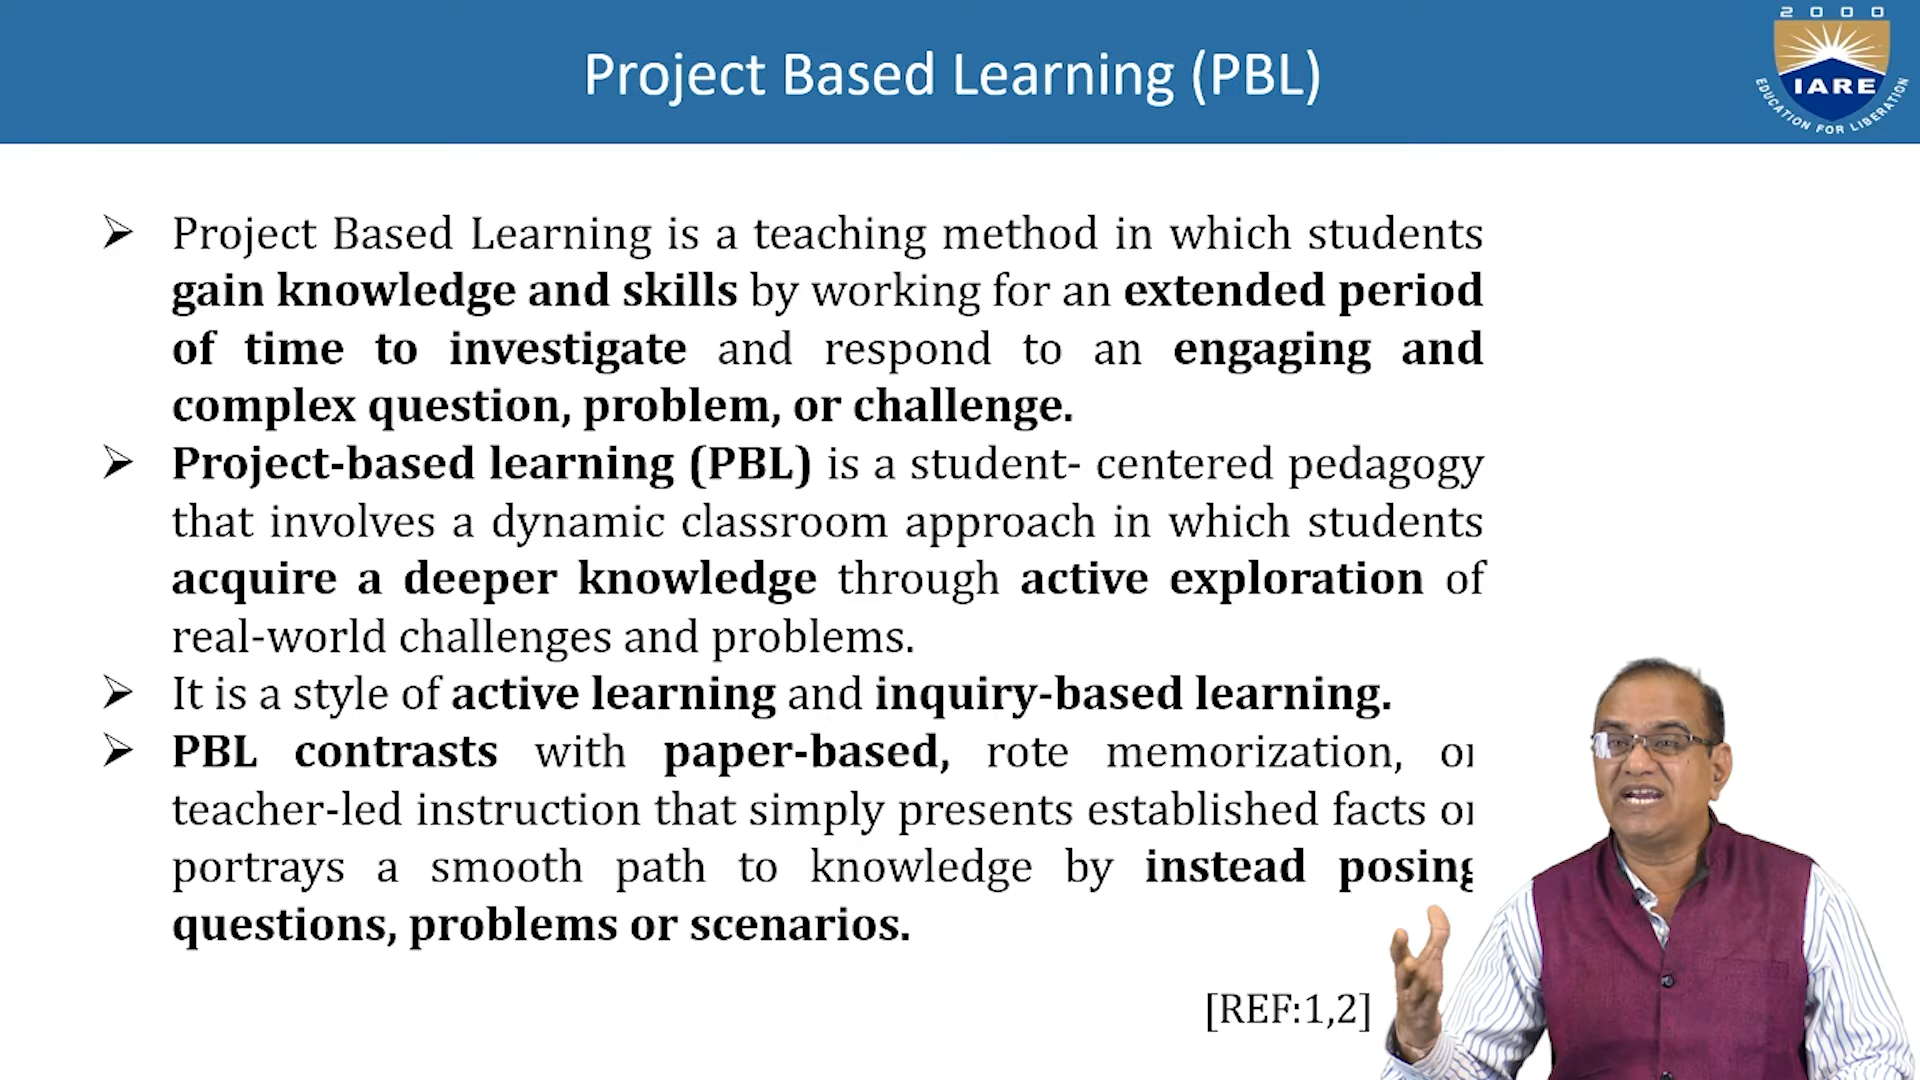 Project Based Learning (PBL)
2000
IARE
EDUCATION FOR LIBERATION
Project Based Learning is a teaching method in which students
gain knowledge and skills by working for an extended period
of time to investigate and respond to an engaging and
complex question, problem, or challenge.
Project-based learning (PBL) is a student- centered pedagogy
that involves a dynamic classroom approach in which students
acquire a deeper knowledge through active exploration of
real-world challenges and problems.
It is a style of active learning and inquiry-based learning.
PBL contrasts with paper-based, rote memorization, or
teacher-led instruction that simply presents established facts or
portrays a smooth path to knowledge by instead posing
questions, problems or scenarios.
[REF:1,2]